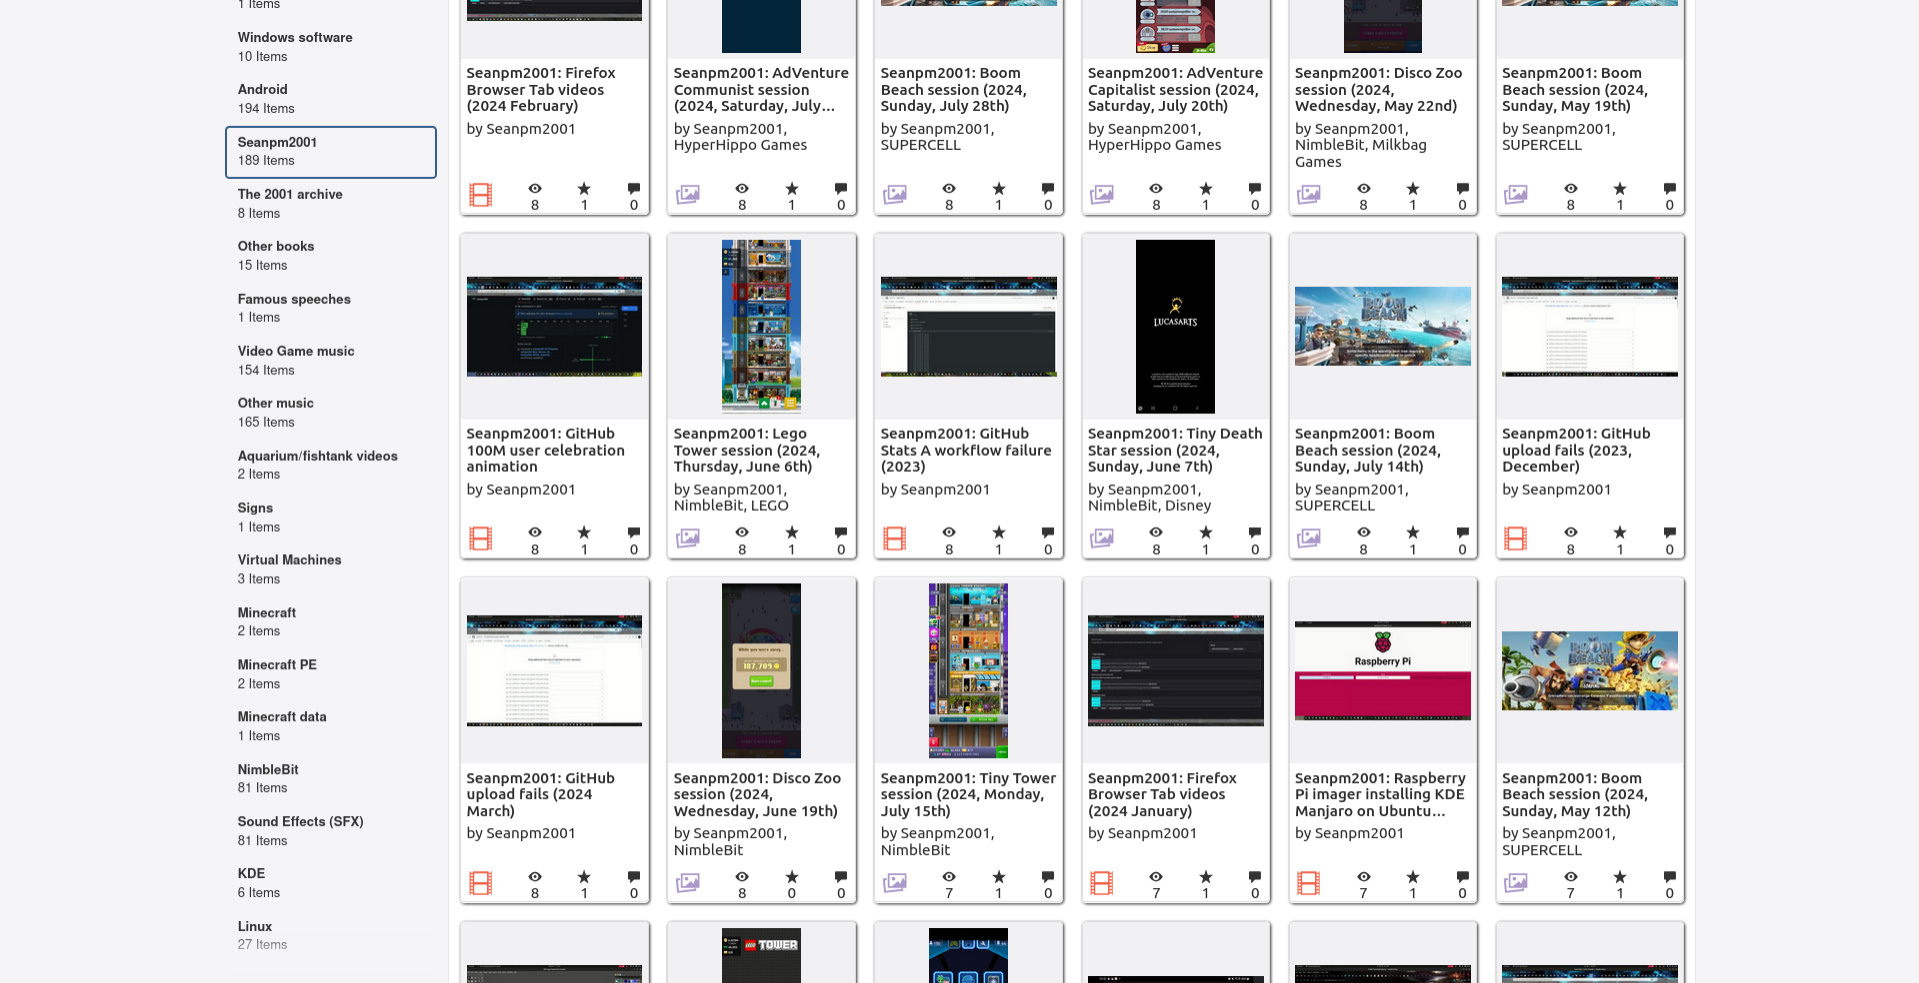 1 Items
Windows software
10 Items
Android
194 Items
Seanpm2001
189 Items
The 2001 archive
8 Items
Other books
15 Items
Famous speeches
1 Items
Video Game music
154 Items
Other music
165 Items
Aquarium/fishtank videos
2 Items
Signs
1 Items
Virtual Machines
3 Items
Minecraft
2 Items
Minecraft PE
2 Items
Minecraft data
1 Items
NimbleBit
81 Items
Sound Effects (SFX)
81 Items
KDE
6 Items
Linux
27 Items
Seanpm2001: Firefox
Browser Tab videos
(2024 February)
by Seanpm2001
8 1 0
Seanpm2001: AdVenture
Communist session
(2024, Saturday, July...
by Seanpm2001,
HyperHippo Games
8 1 0
Seanpm2001: Boom
Beach session (2024,
Sunday, July 28th)
by Seanpm2001,
SUPERCELL
8 1 0
Seanpm2001: AdVenture
Capitalist session (2024,
Saturday, July 20th)
by Seanpm2001,
HyperHippo Games
8 1 0
Seanpm2001: Disco Zoo
session (2024,
Wednesday, May 22nd)
by Seanpm2001,
NimbleBit, Milkbag
Games
8 1 0
Seanpm2001: Boom
Beach session (2024,
Sunday, May 19th)
by Seanpm2001,
SUPERCELL
8 1 0
Seanpm2001: GitHub
100M user celebration
animation
by Seanpm2001
8 1 0
Seanpm2001: Lego
Tower session (2024,
Thursday, June 6th)
by Seanpm2001,
NimbleBit, LEGO
8 1 0
Seanpm2001: GitHub
Stats A workflow failure
(2023)
by Seanpm2001
8 1 0
LUCASARTS
Seanpm2001: Tiny Death
Star session (2024,
Sunday, June 7th)
by Seanpm2001,
NimbleBit, Disney
8 1 0
BOOM
BEACH
Seanpm2001: Boom
Beach session (2024,
Sunday, July 14th)
by Seanpm2001,
SUPERCELL
8 1 0
Seanpm2001: GitHub
upload fails (2023,
December)
by Seanpm2001
8 1 0
Seanpm2001: GitHub
upload fails (2024
March)
by Seanpm2001
8 1 0
While you were away...
187,709
Seanpm2001: Disco Zoo
session (2024,
Wednesday, June 19th)
by Seanpm2001,
NimbleBit
8 0 0
Seanpm2001: Tiny Tower
session (2024, Monday,
July 15th)
by Seanpm2001,
NimbleBit
7 1 0
Seanpm2001: Firefox
Browser Tab videos
(2024 January)
by Seanpm2001
7 1 0
Raspberry Pi
Seanpm2001: Raspberry
Pi imager installing KDE
Manjaro on Ubuntu...
by Seanpm2001
7 1 0
BOOM
BEACH
Seanpm2001: Boom
Beach session (2024,
Sunday, May 12th)
by Seanpm2001,
SUPERCELL
7 1 0
LEGO TOWER